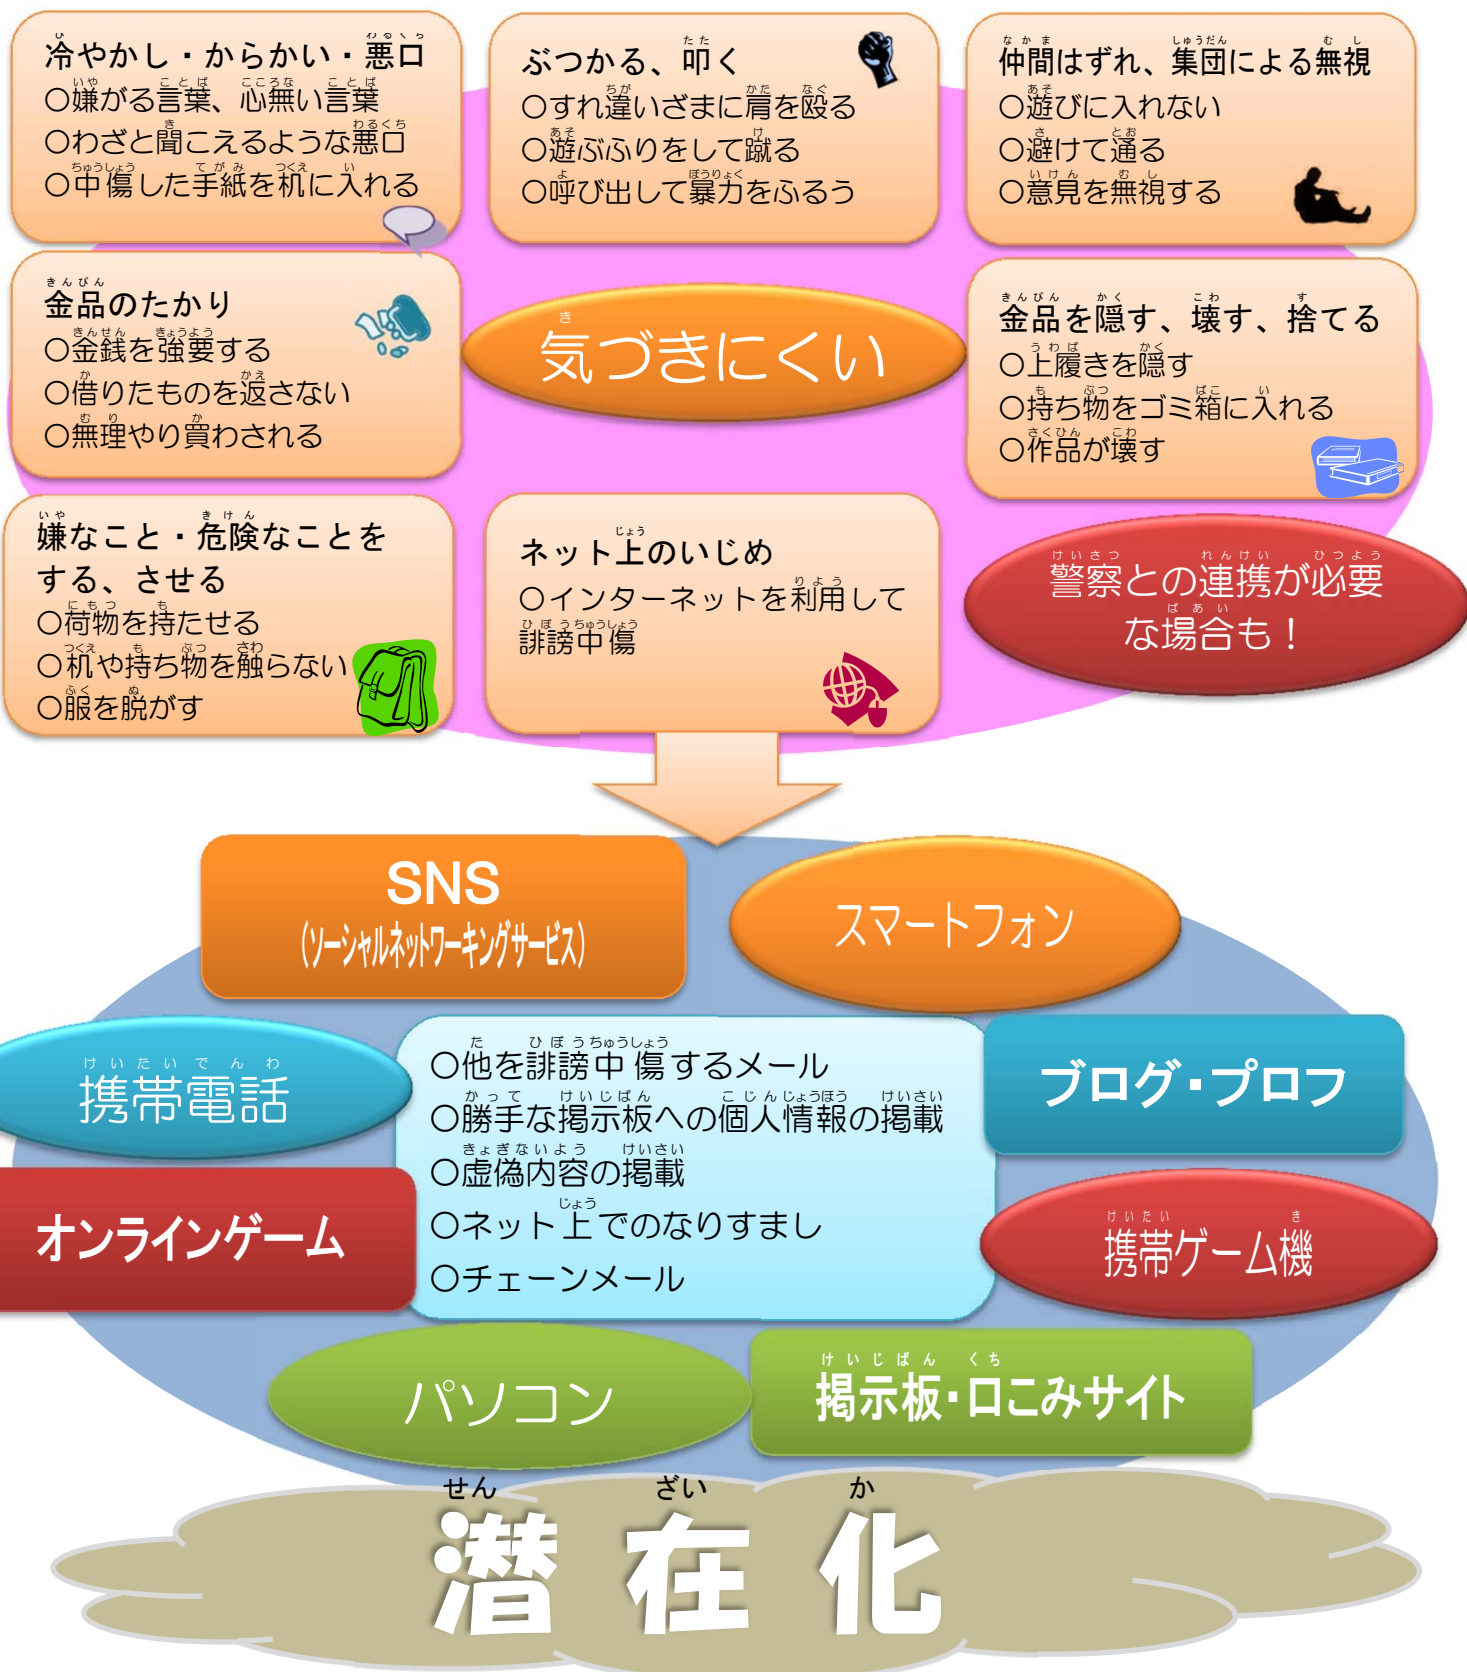 冷やかし・からかい・悪口
○嫌がる言葉、心無い言葉
○わざと聞こえるような悪口
○中傷した手紙を机に入れる
ぶつかる、叩く
○すれ違いざまに肩を殴る
○遊ぶふりをして蹴る
○呼び出して暴力をふるう
仲間はずれ、集団による無視
○遊びに入れない
○避けて通る
○意見を無視する
金品のたかり
○金銭を強要する
○借りたものを返さない
○無理やり買わされる
気づきにくい
金品を隠す、壊す、捨てる
○上履きを隠す
○持ち物をゴミ箱に入れる
○作品が壊す
嫌なこと・危険なことを
する、させる
○荷物を持たせる
○机や持ち物を触らない
○服を脱がす
ネット上のいじめ
○インターネットを利用して
誹謗中傷
警察との連携が必要
な場合も！
SNS
（ソーシャルネットワーキングサービス）
スマートフォン
携帯電話
○他を誹謗中傷するメール
○勝手な掲示板への個人情報の掲載
○虚偽内容の掲載
○ネット上でのなりすまし
○チェーンメール
ブログ・プロフ
オンラインゲーム
携帯ゲーム機
パソコン
掲示板・口こみサイト
せん ざい か
潜在化